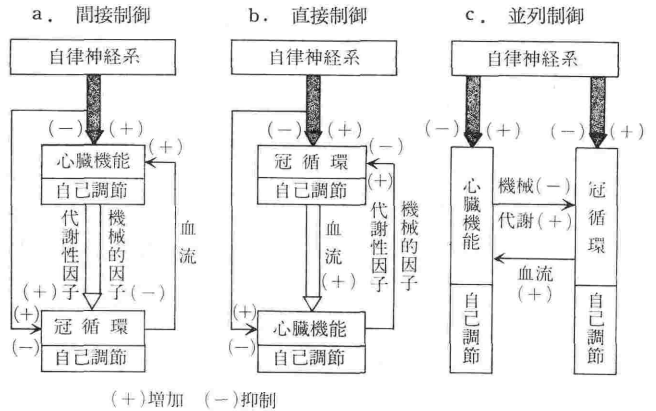 a. 間接制御
自律神経系
(−) (+)
(+)
心臓機能
自己調節
代謝性因子
機械的因子
血流
(+) (−)
(+)
(−)
冠循環
自己調節
b. 直接制御
自律神経系
(−) (+)
(−)
(+)
冠循環
自己調節
血流
(+)
代謝性因子
機械的因子
(+)
(−)
心臓機能
自己調節
c. 並列制御
自律神経系
(−) (+)
(−) (+)
心臓機能
自己調節
機械(−)
代謝(+)
血流
(+)
冠循環
自己調節
(+)増加 (−)抑制